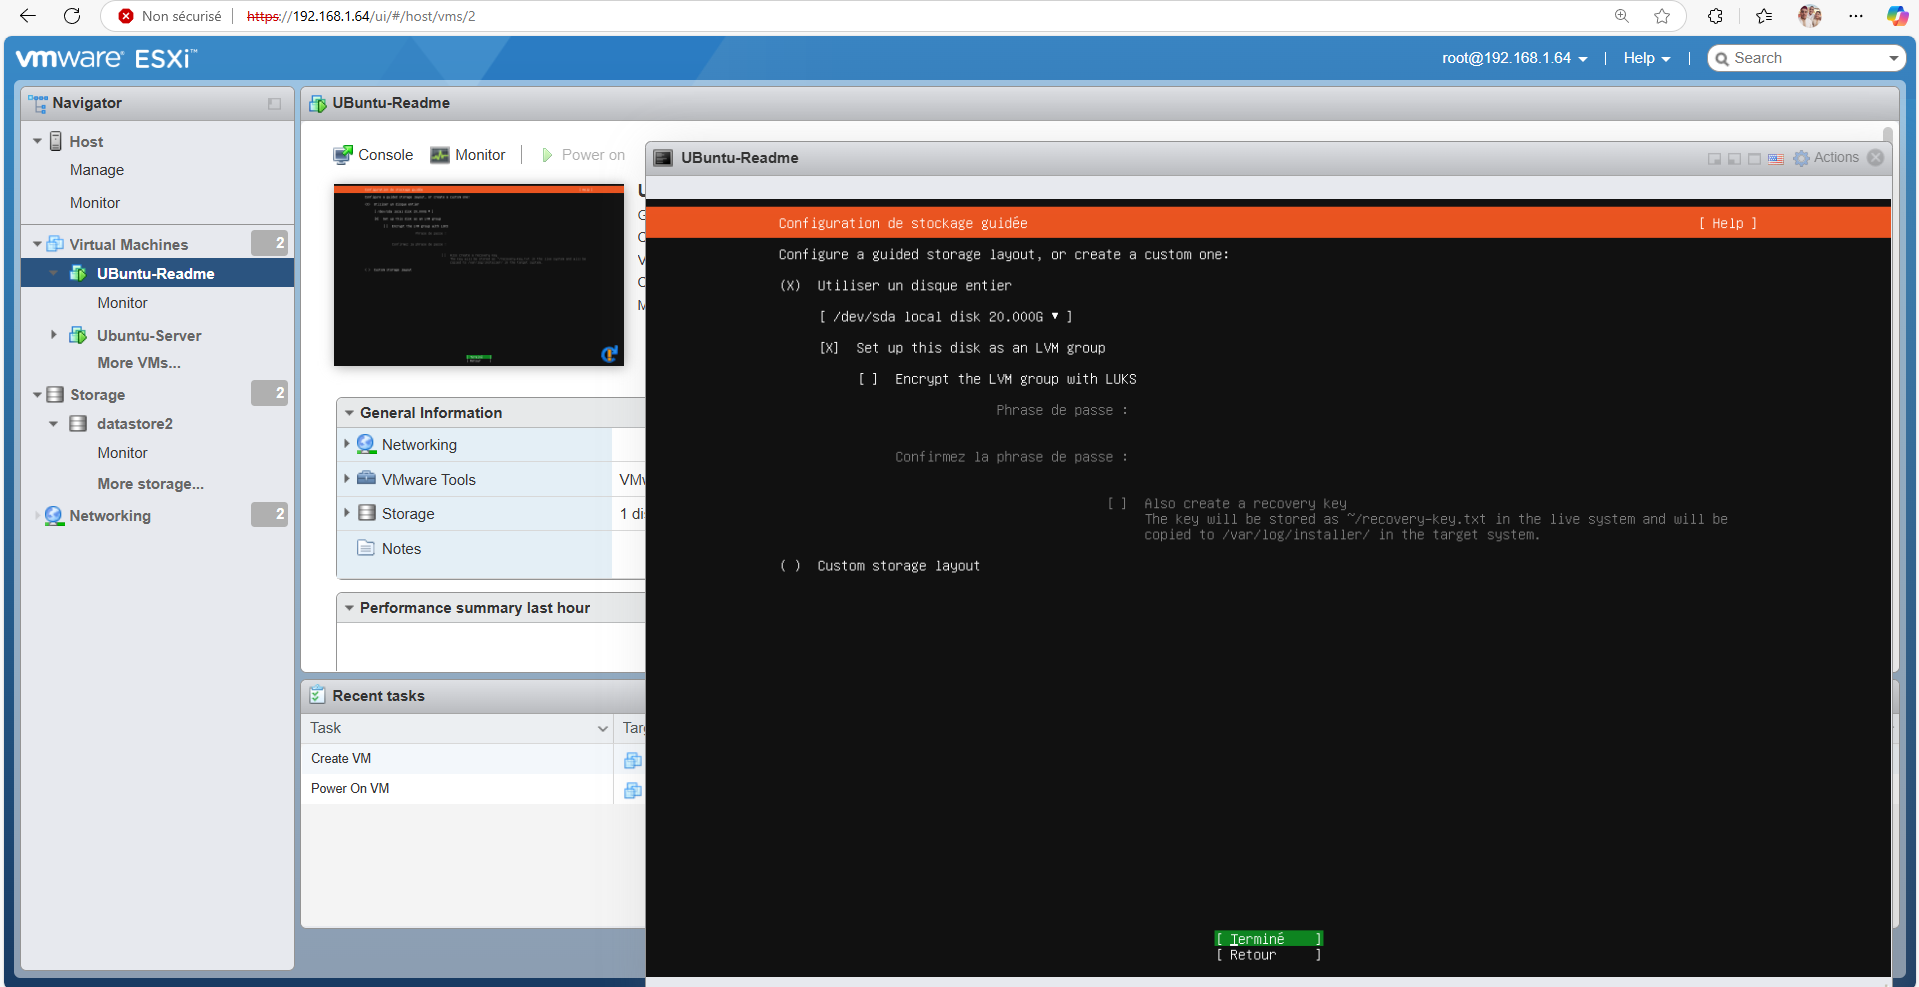 Non sécurisé
https://192.168.1.64/ui/#/host/vms/2
vmware® ESXi™
root@192.168.1.64
Help
Search
Navigator
Host
Manage
Monitor
Virtual Machines 2
UBuntu-Readme
Monitor
Ubuntu-Server
More VMs...
Storage 2
datastore2
Monitor
More storage...
Networking 2
UBuntu-Readme
Console
Monitor
Power on
General Information
Networking
VMware Tools
Storage
1 di
Notes
Performance summary last hour
Recent tasks
Task
Tar
Create VM
Power On VM
UBuntu-Readme
Actions
Configuration de stockage guidée [ Help ]
Configure a guided storage layout, or create a custom one:
(X) Utiliser un disque entier
[ /dev/sda local disk 20.000G ▾ ]
[X] Set up this disk as an LVM group
[ ] Encrypt the LVM group with LUKS
Phrase de passe :
Confirmez la phrase de passe :
[ ] Also create a recovery key
The key will be stored as ~/recovery-key.txt in the live system and will be
copied to /var/log/installer/ in the target system.
( ) Custom storage layout
[ Terminé ]
[ Retour ]